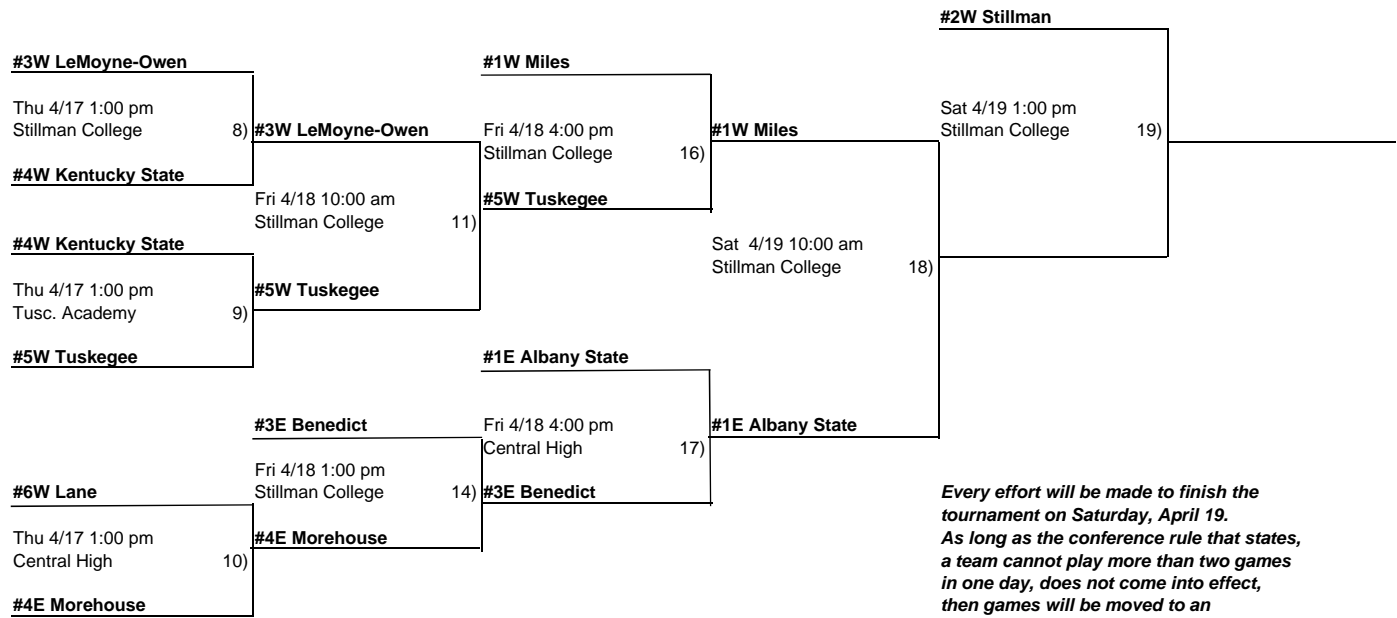 #2W Stillman
#3W LeMoyne-Owen
#1W Miles
Thu 4/17 1:00 pm
Stillman College 8)
#3W LeMoyne-Owen
#4W Kentucky State
Fri 4/18 4:00 pm
Stillman College 16)
#1W Miles
Sat 4/19 1:00 pm
Stillman College 19)
Fri 4/18 10:00 am
Stillman College 11)
#5W Tuskegee
#4W Kentucky State
Thu 4/17 1:00 pm
Tusc. Academy 9)
#5W Tuskegee
#5W Tuskegee
Sat 4/19 10:00 am
Stillman College 18)
#1E Albany State
#3E Benedict
Fri 4/18 4:00 pm
Central High 17)
#1E Albany State
Fri 4/18 1:00 pm
Stillman College 14)
#3E Benedict
#6W Lane
Thu 4/17 1:00 pm
Central High 10)
#4E Morehouse
#4E Morehouse
Every effort will be made to finish the
tournament on Saturday, April 19.
As long as the conference rule that states,
a team cannot play more than two games
in one day, does not come into effect,
then games will be moved to an